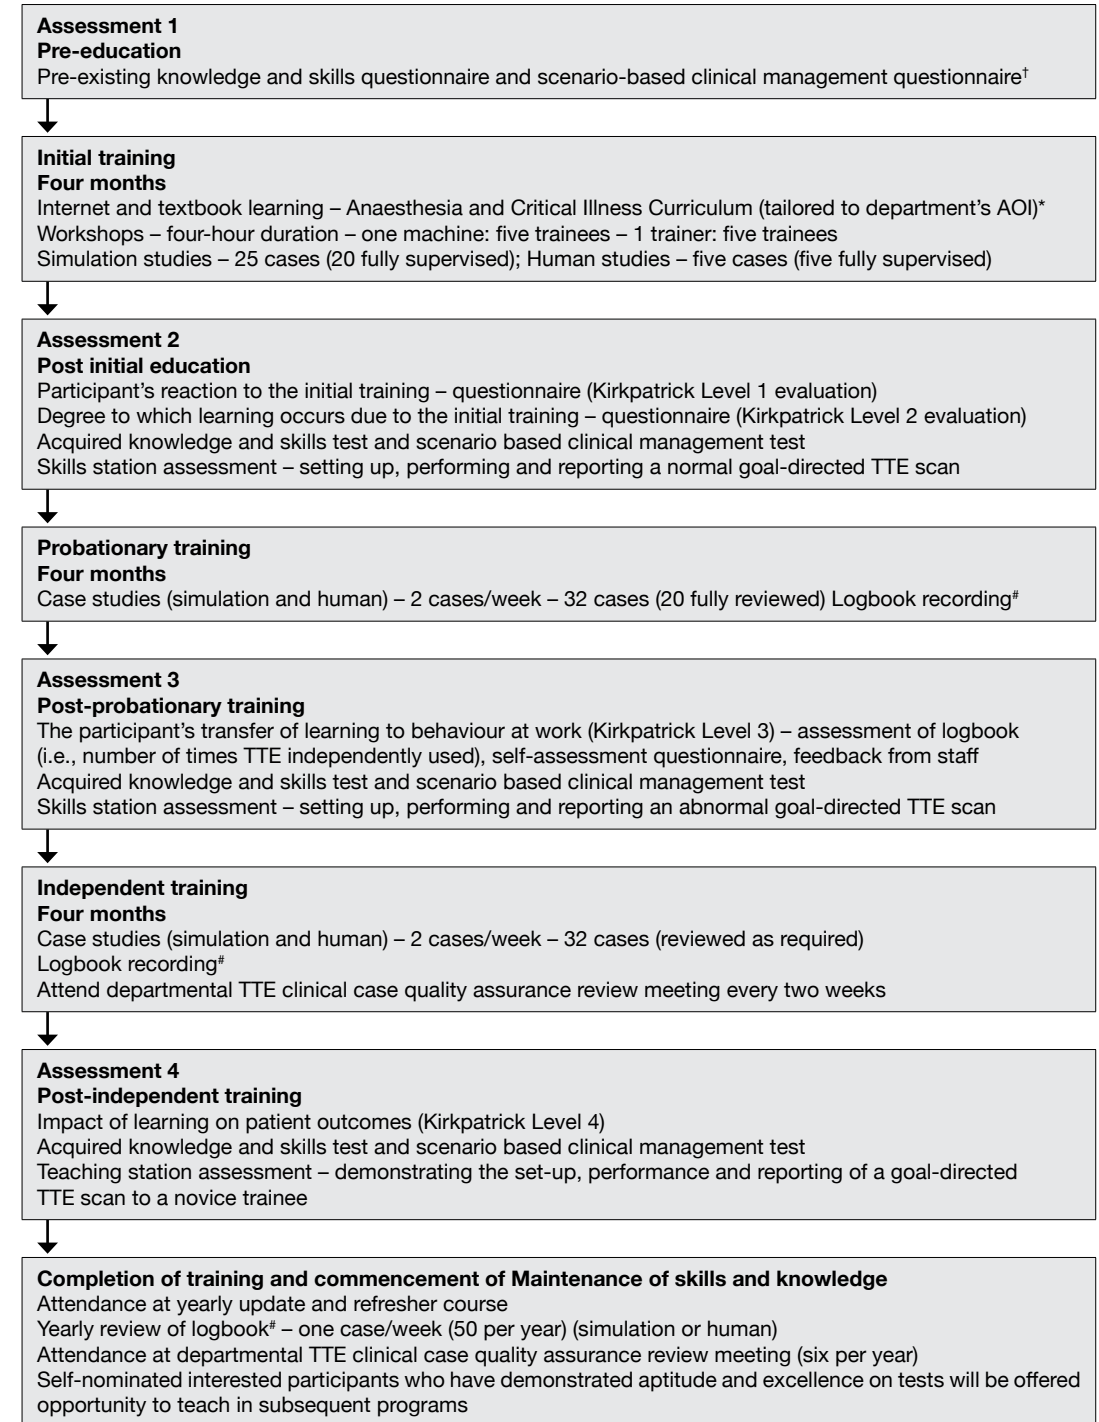 Assessment 1
Pre-education
Pre-existing knowledge and skills questionnaire and scenario-based clinical management questionnaire†
Initial training
Four months
Internet and textbook learning – Anaesthesia and Critical Illness Curriculum (tailored to department's AOI)*
Workshops – four-hour duration – one machine: five trainees – 1 trainer: five trainees
Simulation studies – 25 cases (20 fully supervised); Human studies – five cases (five fully supervised)
Assessment 2
Post initial education
Participant's reaction to the initial training – questionnaire (Kirkpatrick Level 1 evaluation)
Degree to which learning occurs due to the initial training – questionnaire (Kirkpatrick Level 2 evaluation)
Acquired knowledge and skills test and scenario based clinical management test
Skills station assessment – setting up, performing and reporting a normal goal-directed TTE scan
Probationary training
Four months
Case studies (simulation and human) – 2 cases/week – 32 cases (20 fully reviewed) Logbook recording#
Assessment 3
Post-probationary training
The participant's transfer of learning to behaviour at work (Kirkpatrick Level 3) – assessment of logbook
(i.e., number of times TTE independently used), self-assessment questionnaire, feedback from staff
Acquired knowledge and skills test and scenario based clinical management test
Skills station assessment – setting up, performing and reporting an abnormal goal-directed TTE scan
Independent training
Four months
Case studies (simulation and human) – 2 cases/week – 32 cases (reviewed as required)
Logbook recording#
Attend departmental TTE clinical case quality assurance review meeting every two weeks
Assessment 4
Post-independent training
Impact of learning on patient outcomes (Kirkpatrick Level 4)
Acquired knowledge and skills test and scenario based clinical management test
Teaching station assessment – demonstrating the set-up, performance and reporting of a goal-directed
TTE scan to a novice trainee
Completion of training and commencement of Maintenance of skills and knowledge
Attendance at yearly update and refresher course
Yearly review of logbook# – one case/week (50 per year) (simulation or human)
Attendance at departmental TTE clinical case quality assurance review meeting (six per year)
Self-nominated interested participants who have demonstrated aptitude and excellence on tests will be offered
opportunity to teach in subsequent programs